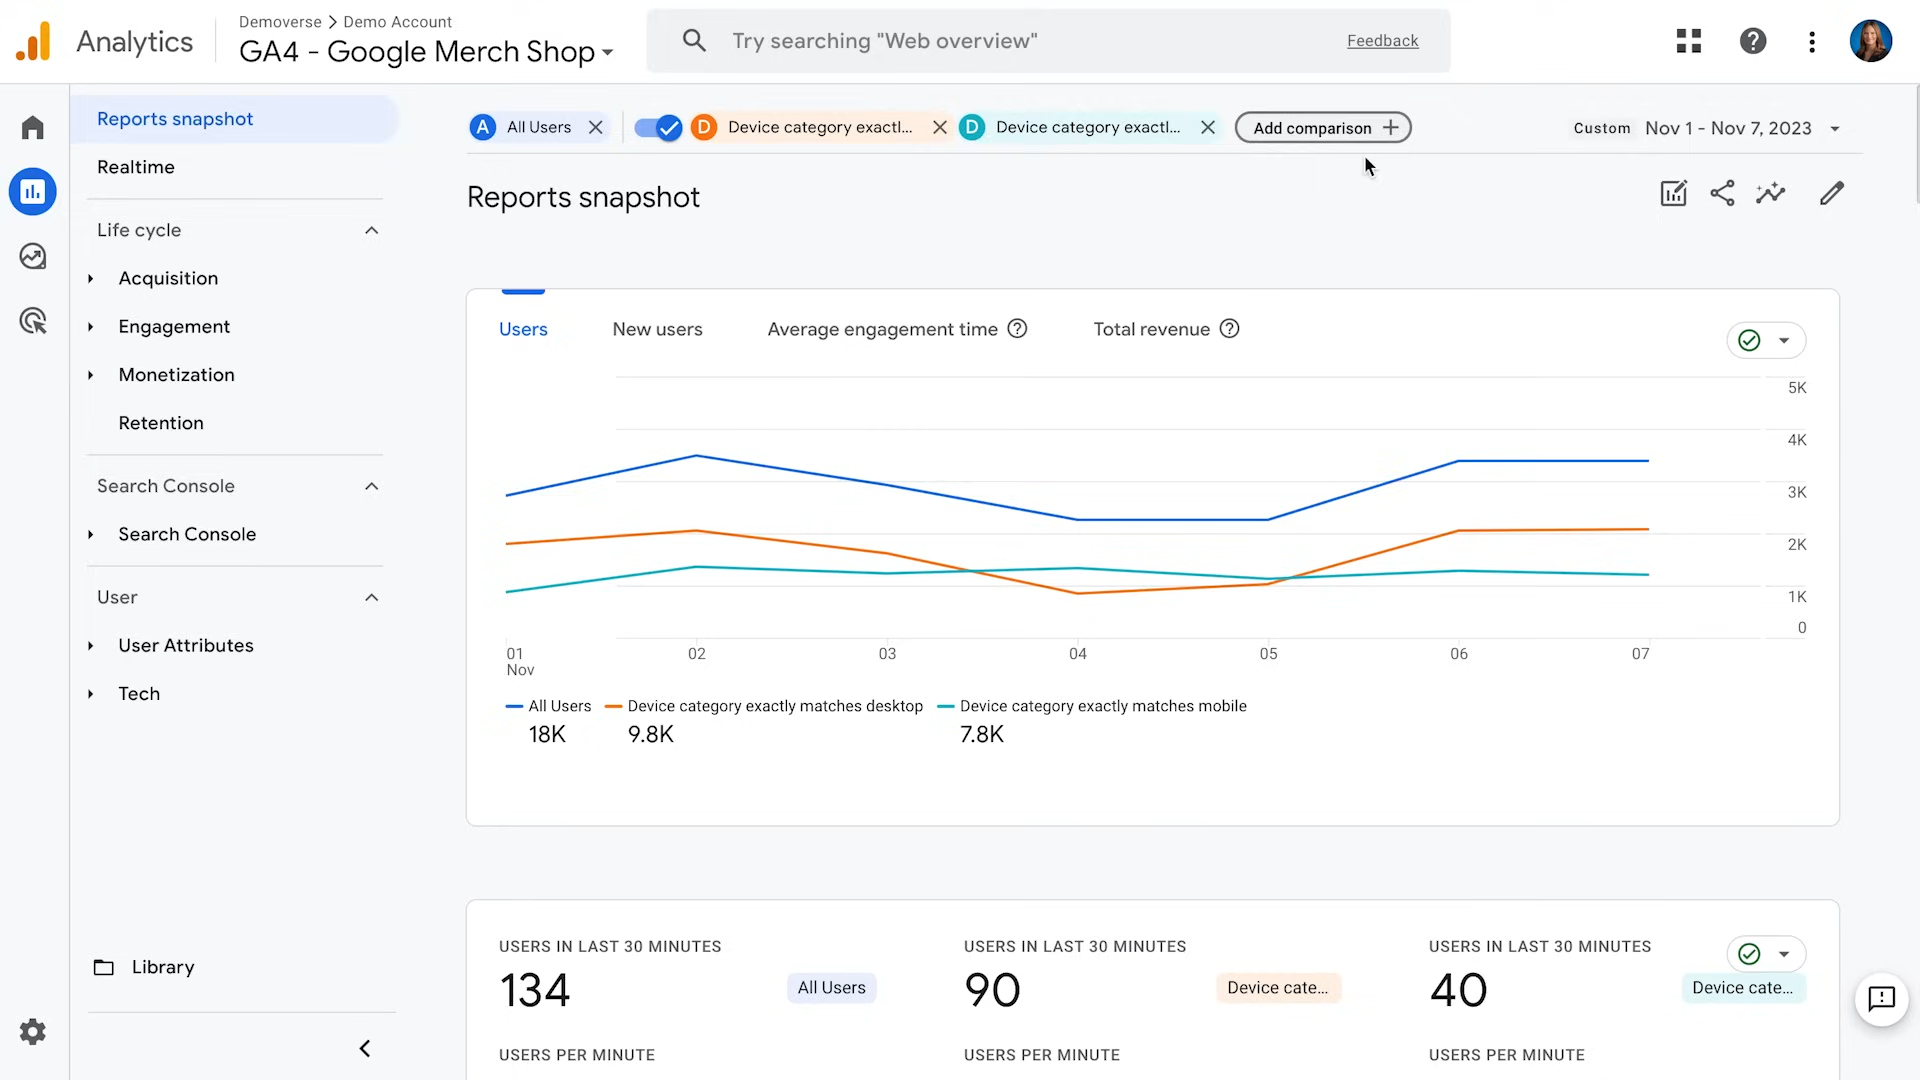 Analytics
Demoverse > Demo Account
GA4 - Google Merch Shop
Try searching "Web overview"
Feedback
Reports snapshot
Realtime
Life cycle
Acquisition
Engagement
Monetization
Retention
Search Console
Search Console
User
User Attributes
Tech
Library
A All Users
D Device category exactl...
D Device category exactl...
Add comparison +
Custom Nov 1 - Nov 7, 2023
Reports snapshot
Users
New users
Average engagement time
Total revenue
5K
4K
3K
2K
1K
0
01 02 03 04 05 06 07
Nov
All Users Device category exactly matches desktop Device category exactly matches mobile
18K 9.8K 7.8K
USERS IN LAST 30 MINUTES
134
All Users
USERS PER MINUTE
USERS IN LAST 30 MINUTES
90
Device cate...
USERS PER MINUTE
USERS IN LAST 30 MINUTES
40
Device cate...
USERS PER MINUTE